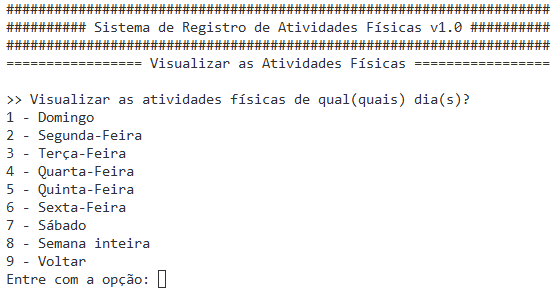 ####################################################################
########## Sistema de Registro de Atividades Físicas v1.0 ##########
####################################################################
================= Visualizar as Atividades Físicas =================
>> Visualizar as atividades físicas de qual(quais) dia(s)?
1 - Domingo
2 - Segunda-Feira
3 - Terça-Feira
4 - Quarta-Feira
5 - Quinta-Feira
6 - Sexta-Feira
7 - Sábado
8 - Semana inteira
9 - Voltar
Entre com a opção: